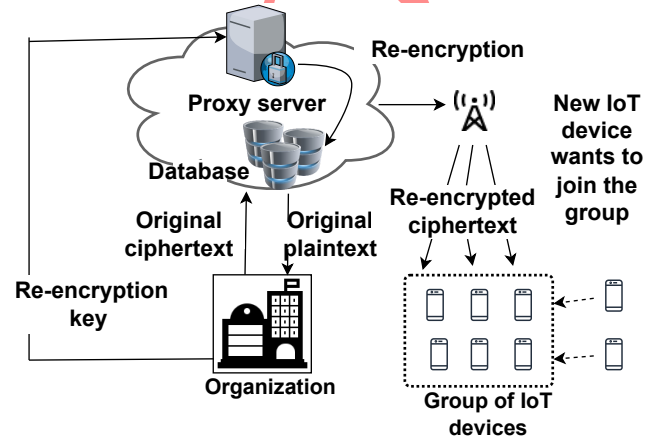 Re-encryption
Proxy server
Database
New IoT
device
wants to
join the
group
Original
ciphertext
Original
plaintext
Re-encrypted
ciphertext
Re-encryption
key
Organization
Group of IoT
devices